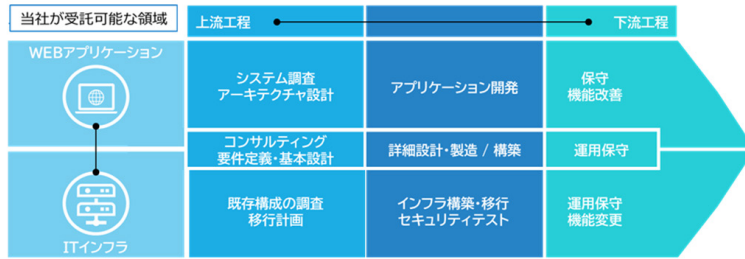 当社が受託可能な領域
上流工程
下流工程
WEBアプリケーション
システム調査
アーキテクチャ設計
アプリケーション開発
保守
機能改善
コンサルティング
要件定義・基本設計
詳細設計・製造 / 構築
運用保守
既存構成の調査
移行計画
インフラ構築・移行
セキュリティテスト
運用保守
機能変更
ITインフラ